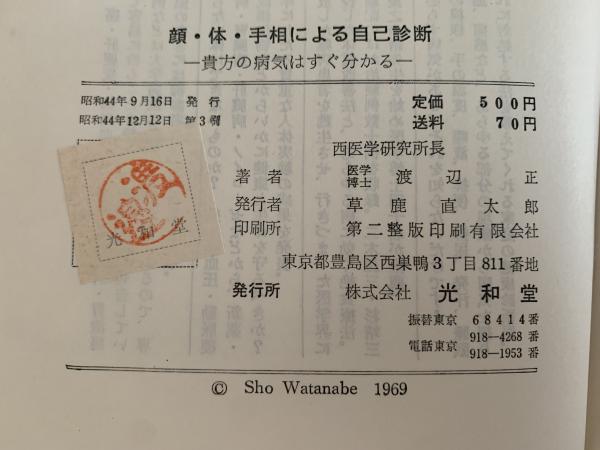 顔・体・手相による自己診断
―貴方の病気はすぐ分かる―
昭和44年9月16日 発行
昭和44年12月12日 第3刷
定価 500円
送料 70円
西医学研究所長
著者 医学博士 渡辺 正
発行者 草鹿直太郎
印刷所 第二整版印刷有限会社
東京都豊島区西巣鴨3丁目811番地
発行所 株式会社 光和堂
振替東京 68414番
電話東京 918―4268番
918―1953番
光和堂
© Sho Watanabe 1969